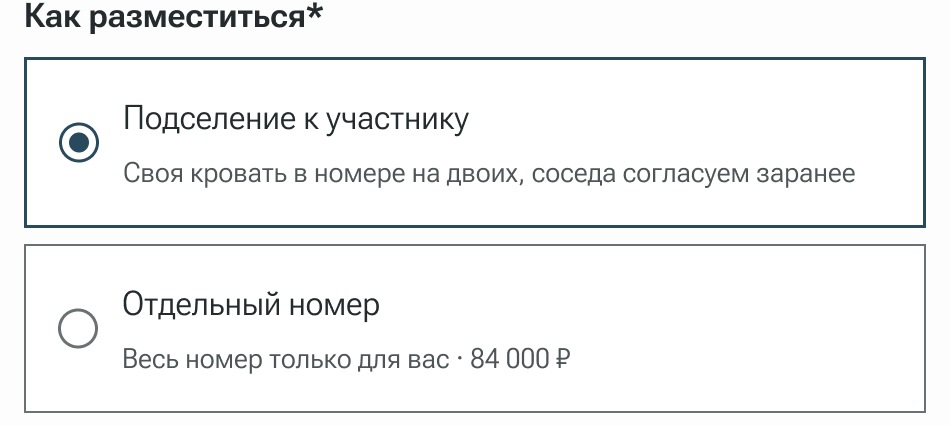 Как разместиться*
Подселение к участнику
Своя кровать в номере на двоих, соседа согласуем заранее
Отдельный номер
Весь номер только для вас · 84 000 ₽